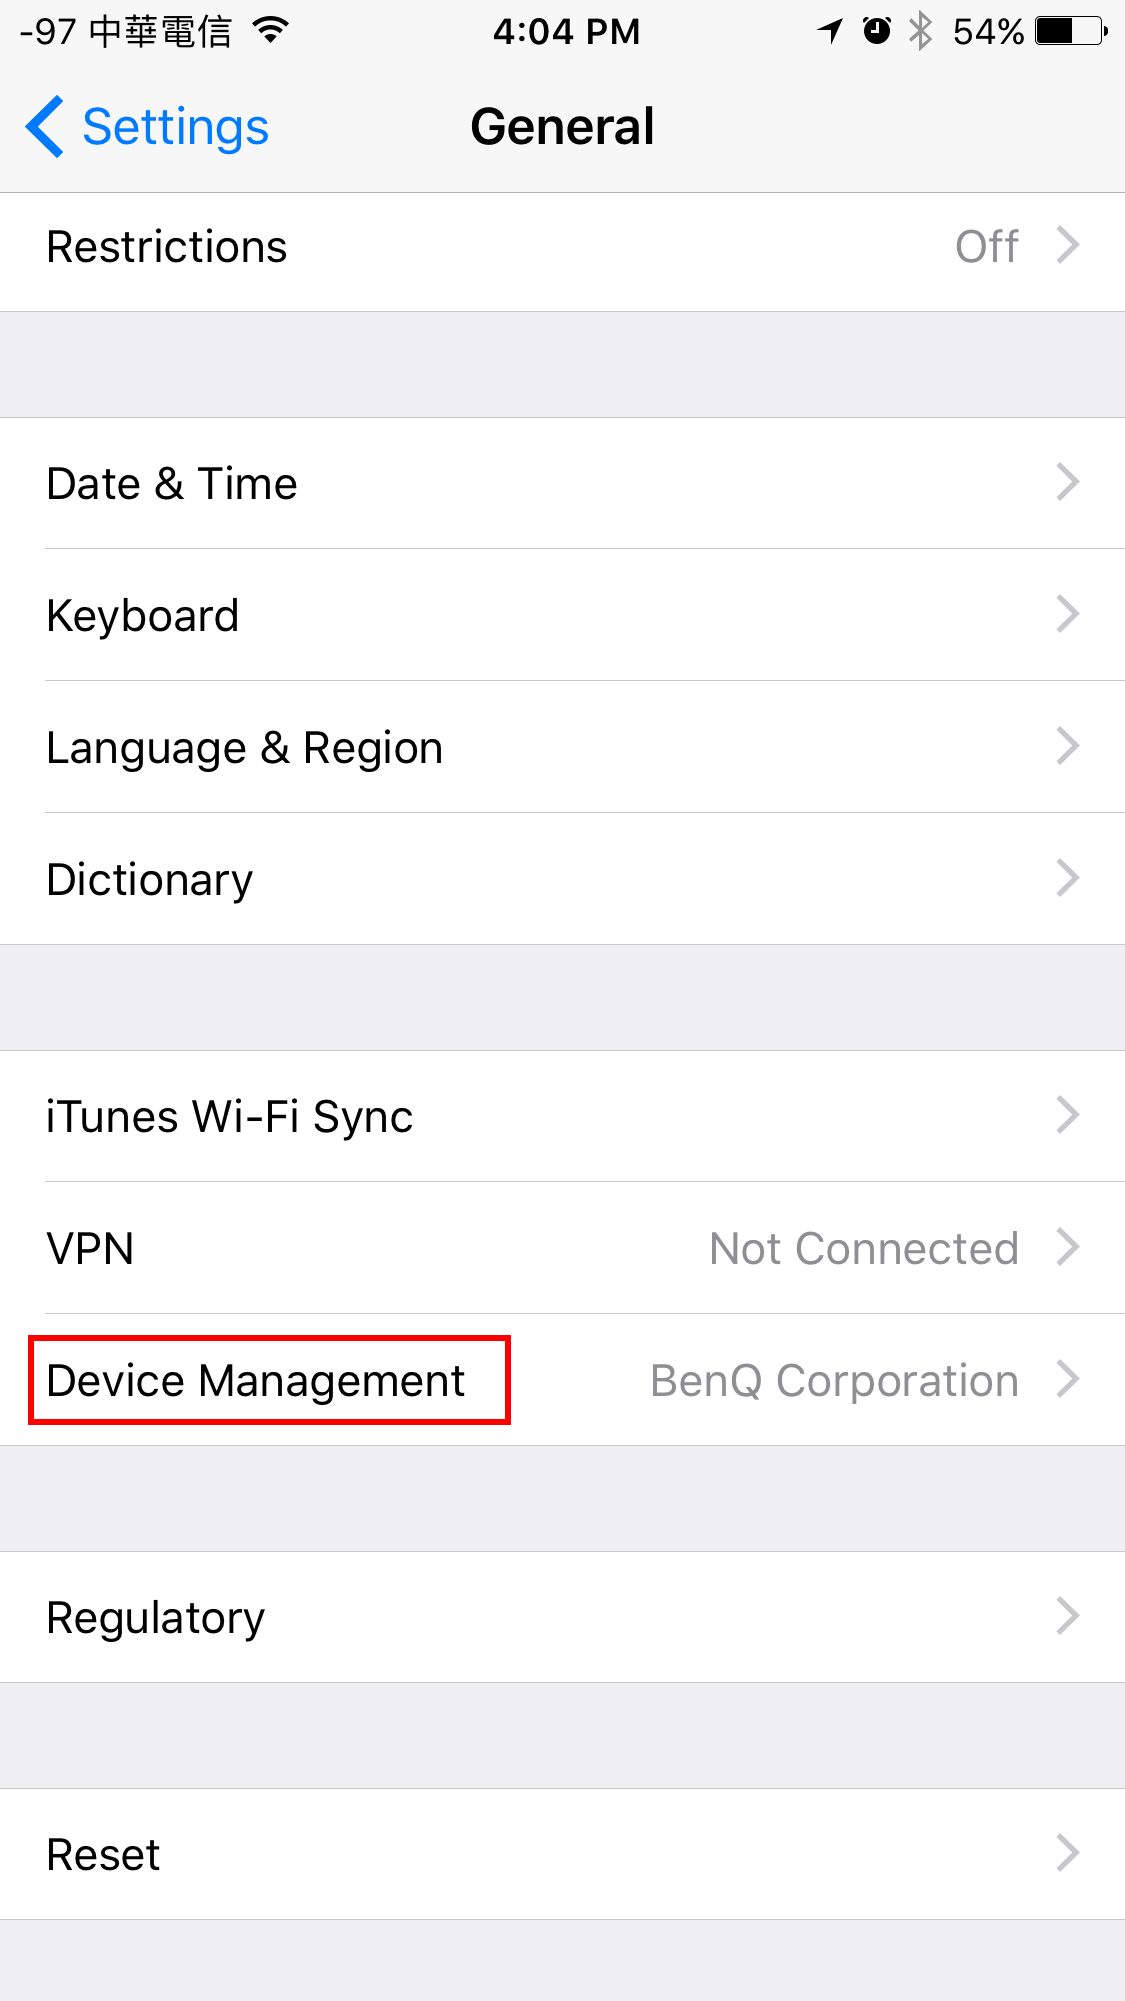 -97 中華電信 4:04 PM 54%
Settings General
Restrictions Off
Date & Time
Keyboard
Language & Region
Dictionary
iTunes Wi-Fi Sync
VPN Not Connected
Device Management BenQ Corporation
Regulatory
Reset